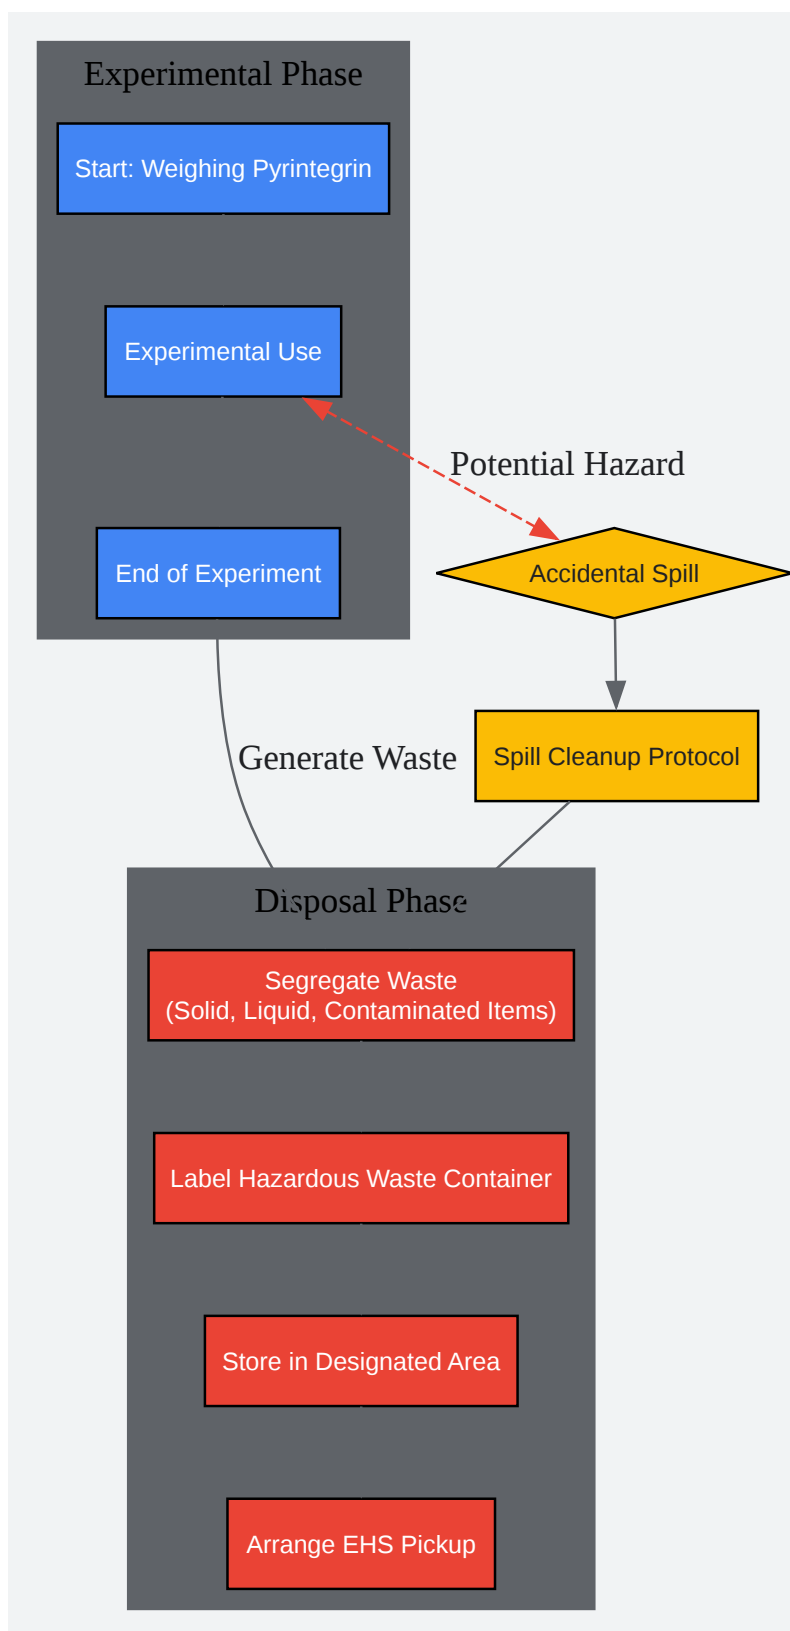 Experimental Phase
Start: Weighing Pyrintegrin
Experimental Use
Potential Hazard
End of Experiment
Accidental Spill
Generate Waste
Spill Cleanup Protocol
Disposal Phase
Segregate Waste
(Solid, Liquid, Contaminated Items)
Label Hazardous Waste Container
Store in Designated Area
Arrange EHS Pickup